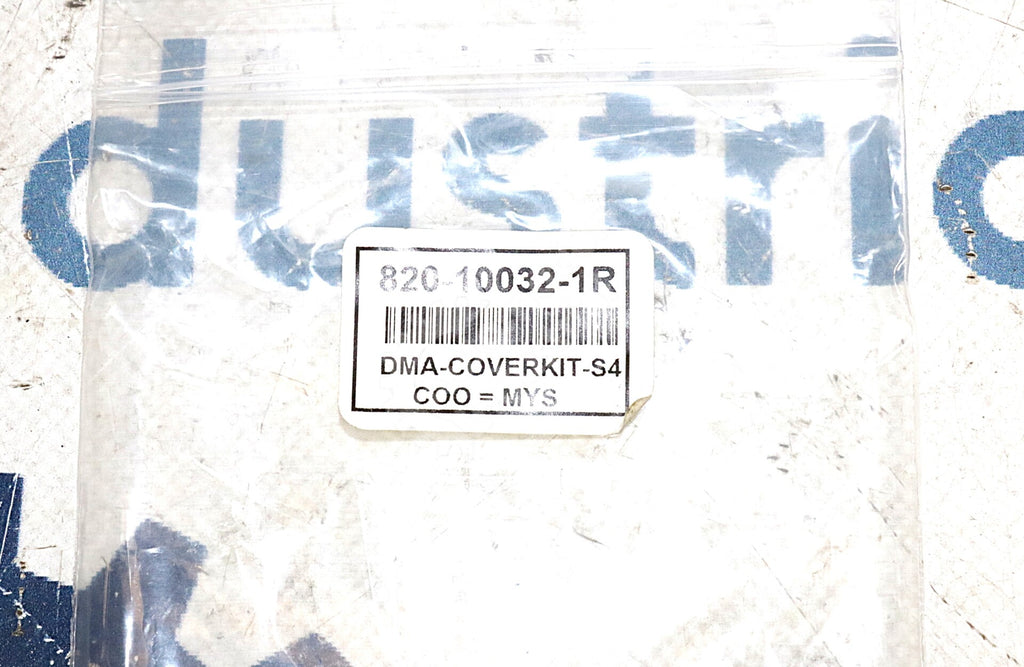 dustri
820-10032-1R
DMA-COVERKIT-S4
COO = MYS